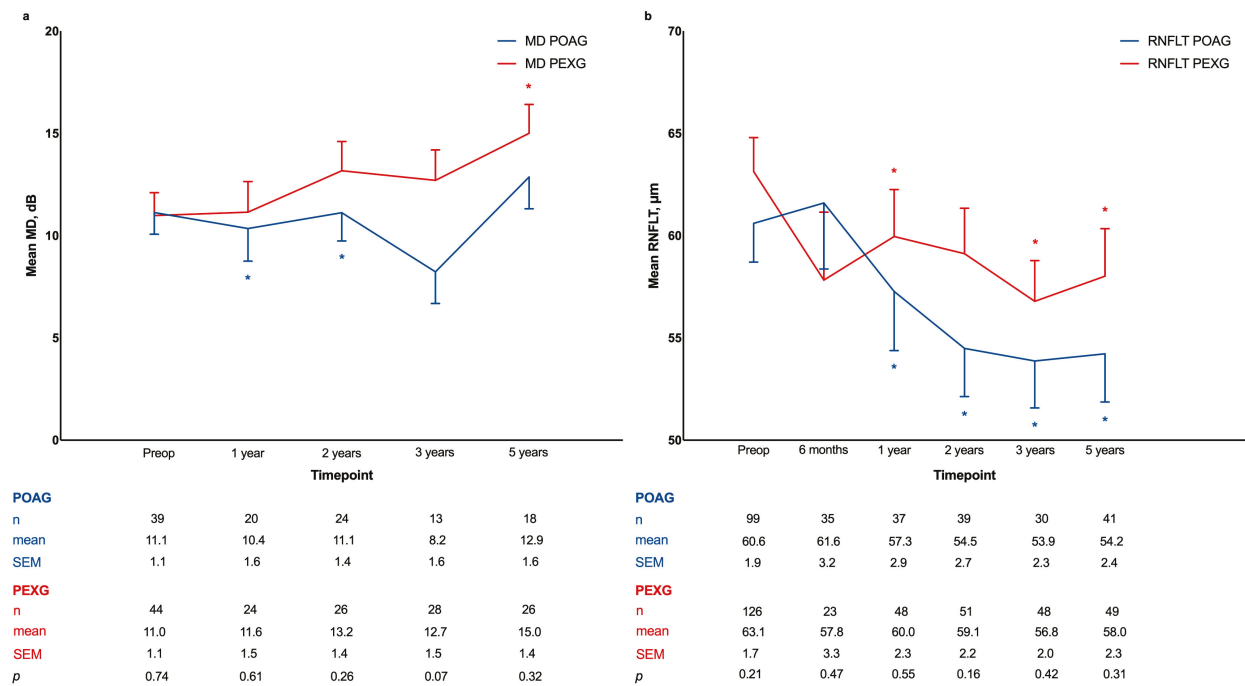 a
20
15
10
5
0
Mean MD, dB
MD POAG
MD PEXG
*
*
*
Preop 1 year 2 years 3 years 5 years
Timepoint
POAG
n 39 20 24 13 18
mean 11.1 10.4 11.1 8.2 12.9
SEM 1.1 1.6 1.4 1.6 1.6
PEXG
n 44 24 26 28 26
mean 11.0 11.6 13.2 12.7 15.0
SEM 1.1 1.5 1.4 1.5 1.4
p 0.74 0.61 0.26 0.07 0.32
b
70
65
60
55
50
Mean RNFLT, µm
RNFLT POAG
RNFLT PEXG
*
*
*
*
*
*
*
Preop 6 months 1 year 2 years 3 years 5 years
Timepoint
POAG
n 99 35 37 39 30 41
mean 60.6 61.6 57.3 54.5 53.9 54.2
SEM 1.9 3.2 2.9 2.7 2.3 2.4
PEXG
n 126 23 48 51 48 49
mean 63.1 57.8 60.0 59.1 56.8 58.0
SEM 1.7 3.3 2.3 2.2 2.0 2.3
p 0.21 0.47 0.55 0.16 0.42 0.31